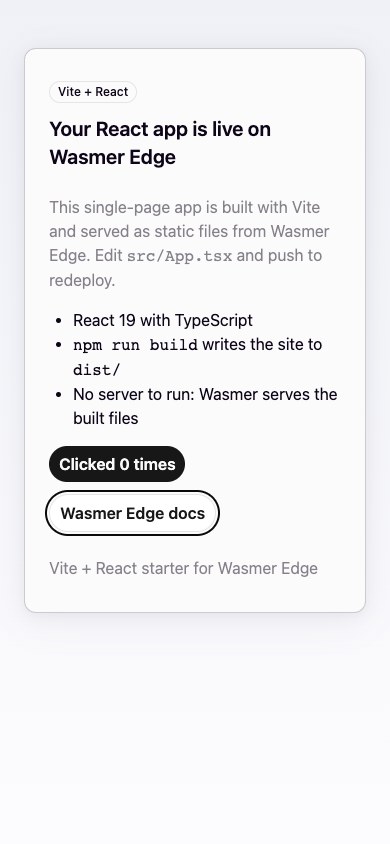 Vite + React
Your React app is live on
Wasmer Edge
This single-page app is built with Vite
and served as static files from Wasmer
Edge. Edit src/App.tsx and push to
redeploy.
• React 19 with TypeScript
• npm run build writes the site to
dist/
• No server to run: Wasmer serves the
built files
Clicked 0 times
Wasmer Edge docs
Vite + React starter for Wasmer Edge